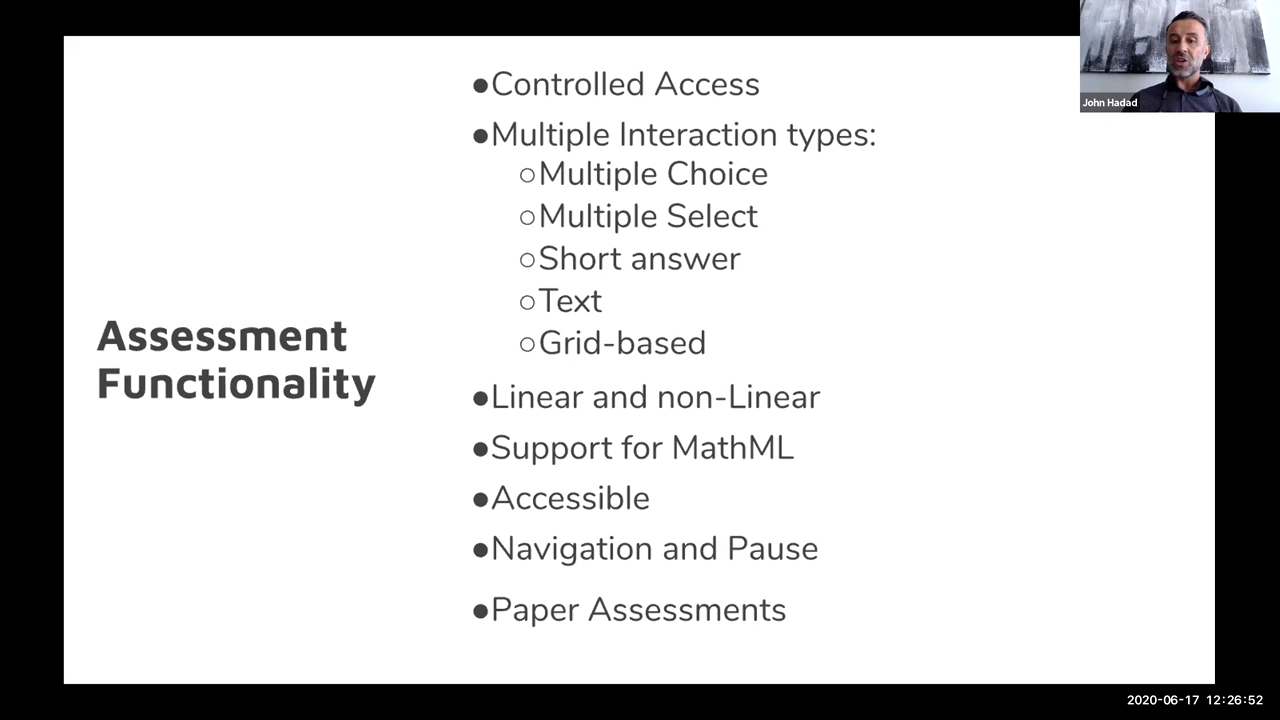 ●Controlled Access
●Multiple Interaction types:
○Multiple Choice
○Multiple Select
○Short answer
○Text
○Grid-based
Assessment
Functionality
●Linear and non-Linear
●Support for MathML
●Accessible
●Navigation and Pause
●Paper Assessments
John Hadad
2020-06-17 12:26:52